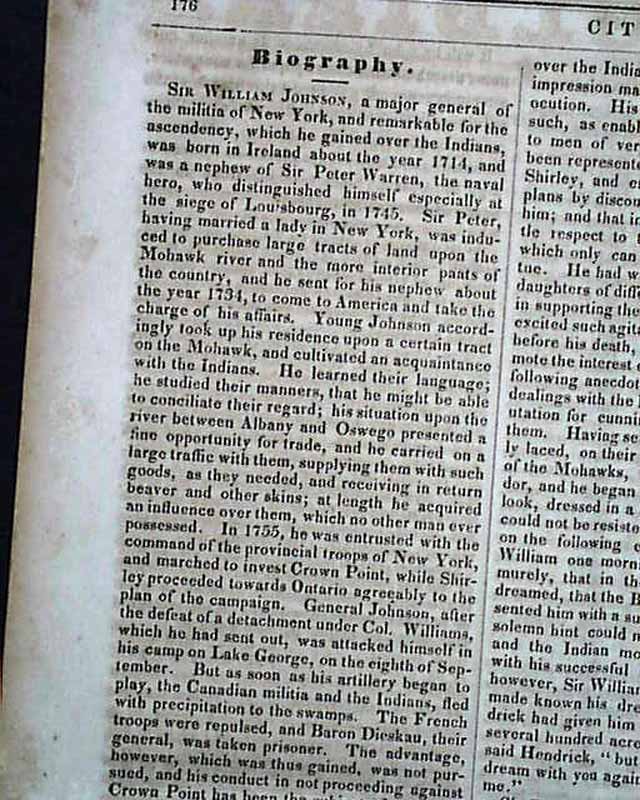 176
CIT
Biography.
SIR WILLIAM JOHNSON, a major general of
the militia of New York, and remarkable for the
ascendency, which he gained over the Indians,
was born in Ireland about the year 1714, and
was a nephew of Sir Peter Warren, the naval
hero, who distinguished himself especially at
the siege of Louisbourg, in 1745. Sir Peter,
having married a lady in New York, was indu-
ced to purchase large tracts of land upon the
Mohawk river and the more interior paats of
the country, and he sent for his nephew about
the year 1734, to come to America and take the
charge of his affairs. Young Johnson accord-
ingly took up his residence upon a certain tract
on the Mohawk, and cultivated an acquaintance
with the Indians. He learned their language;
he studied their manners, that he might be able
to conciliate their regard; his situation upon the
river between Albany and Oswego presented a
fine opportunity for trade, and he carried on a
large traffic with them, supplying them with such
goods, as they needed, and receiving in return
beaver and other skins; at length he acquired
an influence over them, which no other man ever
possessed. In 1755, he was entrusted with the
command of the provincial troops of New York,
and marched to invest Crown Point, while Shir-
ley proceeded towards Ontario agreeably to the
plan of the campaign. General Johnson, after
the defeat of a detachment under Col. Williams,
which he had sent out, was attacked himself in
his camp on Lake George, on the eighth of Sep-
tember. But as soon as his artillery began to
play, the Canadian militia and the Indians, fled
with precipitation to the swamps. The French
troops were repulsed, and Baron Dieskau, their
general, was taken prisoner. The advantage,
however, which was thus gained, was not pur-
sued, and his conduct in not proceeding against
Crown Point has been the
over the India
impression ma
ocution. His
such, as enabl
to men of ver
been represente
Shirley, and e
plans by discou
him; and that i
tle respect to
which only can
tue. He had w
daughters of diff
in supporting the
excited such agita
before his death,
mote the interest o
following anecdo
dealings with the
utation for cunni
them. Having se
ly laced, on their
of the Mohawks,
dor, and he began
look, dressed in a
could not be resiste
on the following
William one morn
murely, that in th
dreamed, that the B
sented him with a su
solemn hint could n
and the Indian mo
with his successful
however, Sir Willia
made known his dre
drick had given him
several hundred acre
said Hendrick, "but
dream with you agai
me."